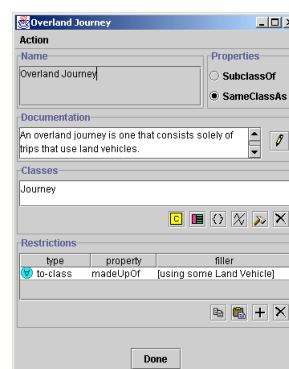 Overland Journey
Action
Name
Properties
Overland Journey
SubclassOf
SameClassAs
Documentation
An overland journey is one that consists solely of
trips that use land vehicles.
Classes
Journey
C
{}
Restrictions
type property filler
to-class madeUpOf [using some Land Vehicle]
Done